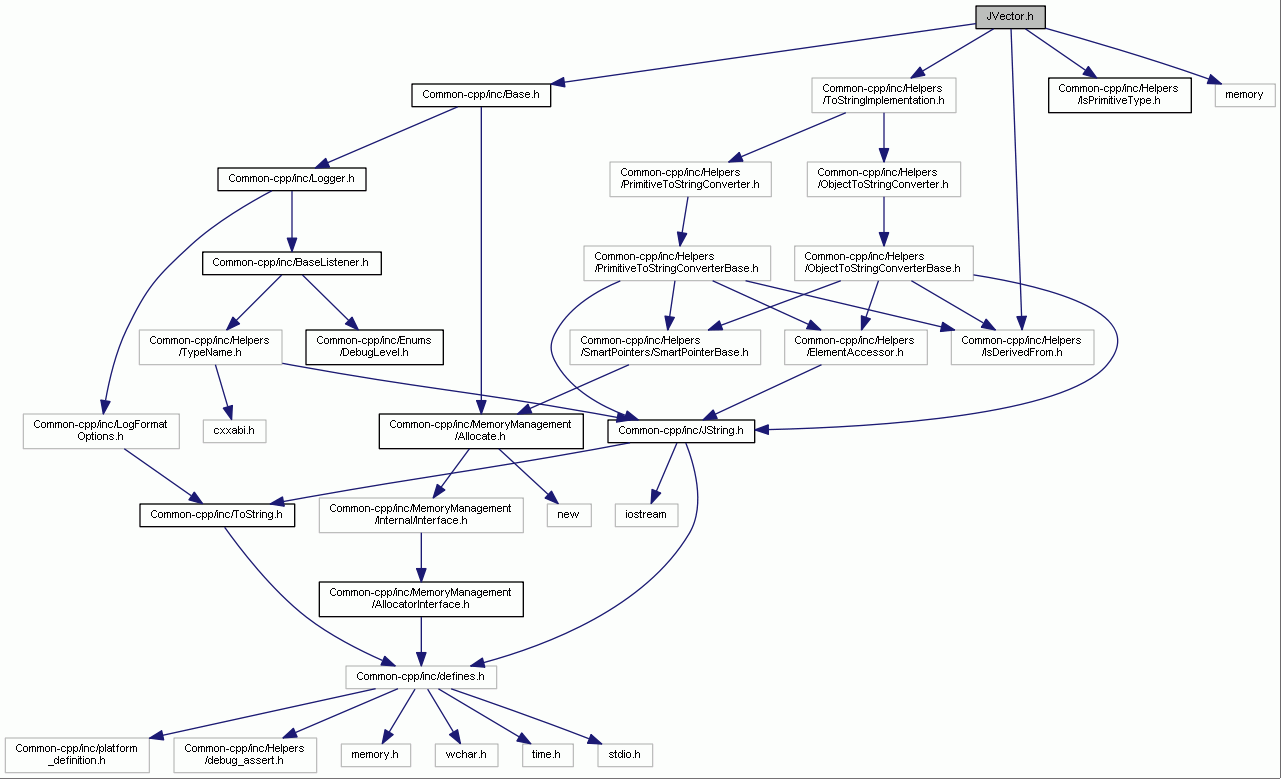 JVector.h
Common-cpp/inc/Base.h
Common-cpp/inc/Helpers
/ToStringImplementation.h
Common-cpp/inc/Helpers
/IsPrimitiveType.h
memory
Common-cpp/inc/Logger.h
Common-cpp/inc/Helpers
/PrimitiveToStringConverter.h
Common-cpp/inc/Helpers
/ObjectToStringConverter.h
Common-cpp/inc/BaseListener.h
Common-cpp/inc/Helpers
/PrimitiveToStringConverterBase.h
Common-cpp/inc/Helpers
/ObjectToStringConverterBase.h
Common-cpp/inc/Helpers
/TypeName.h
Common-cpp/inc/Enums
/DebugLevel.h
Common-cpp/inc/Helpers
/SmartPointers/SmartPointerBase.h
Common-cpp/inc/Helpers
/ElementAccessor.h
Common-cpp/inc/Helpers
/IsDerivedFrom.h
Common-cpp/inc/LogFormat
Options.h
cxxabi.h
Common-cpp/inc/MemoryManagement
/Allocate.h
Common-cpp/inc/JString.h
Common-cpp/inc/ToString.h
Common-cpp/inc/MemoryManagement
/Internal/Interface.h
new
iostream
Common-cpp/inc/MemoryManagement
/AllocatorInterface.h
Common-cpp/inc/defines.h
Common-cpp/inc/platform
_definition.h
Common-cpp/inc/Helpers
/debug_assert.h
memory.h
wchar.h
time.h
stdio.h